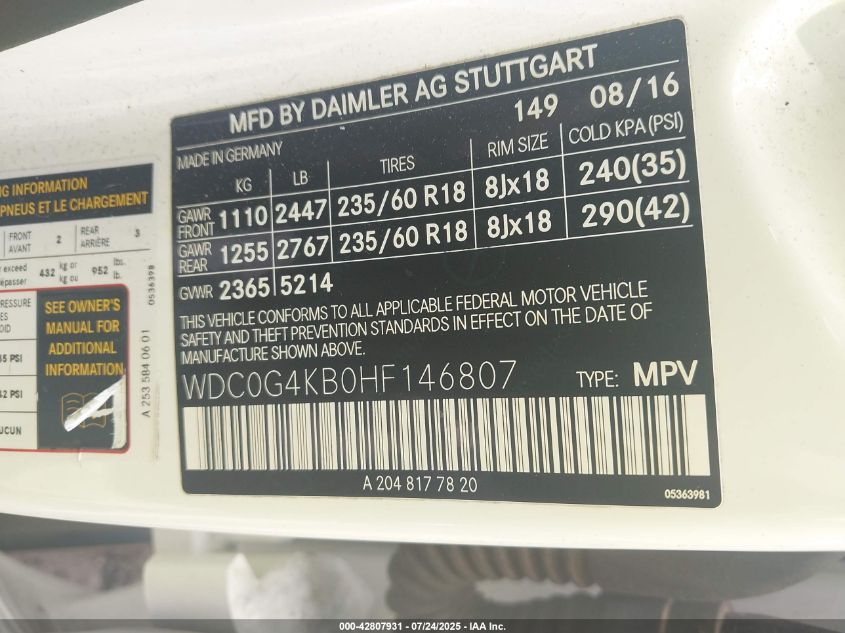 MFD BY DAIMLER AG STUTTGART
149 08/16
MADE IN GERMANY
KG LB TIRES RIM SIZE COLD KPA(PSI)
GAWR FRONT 1110 2447 235/60 R18 8Jx18 240(35)
GAWR REAR 1255 2767 235/60 R18 8Jx18 290(42)
GVWR 2365 5214
THIS VEHICLE CONFORMS TO ALL APPLICABLE FEDERAL MOTOR VEHICLE
SAFETY AND THEFT PREVENTION STANDARDS IN EFFECT ON THE DATE OF
MANUFACTURE SHOWN ABOVE.
WDC0G4KB0HF146807 TYPE: MPV
A 204 817 78 20
05363981
INFORMATION
PNEUS ET LE CHARGEMENT
FRONT AVANT 2 REAR ARRIÈRE 3
exceed 432 kg or kg ou 952 lbs. lb.
0536398
SEE OWNER'S
MANUAL FOR
ADDITIONAL
INFORMATION
PSI
PSI
A 253 584 06 01
000-42807931 - 07/24/2025 - IAA Inc.